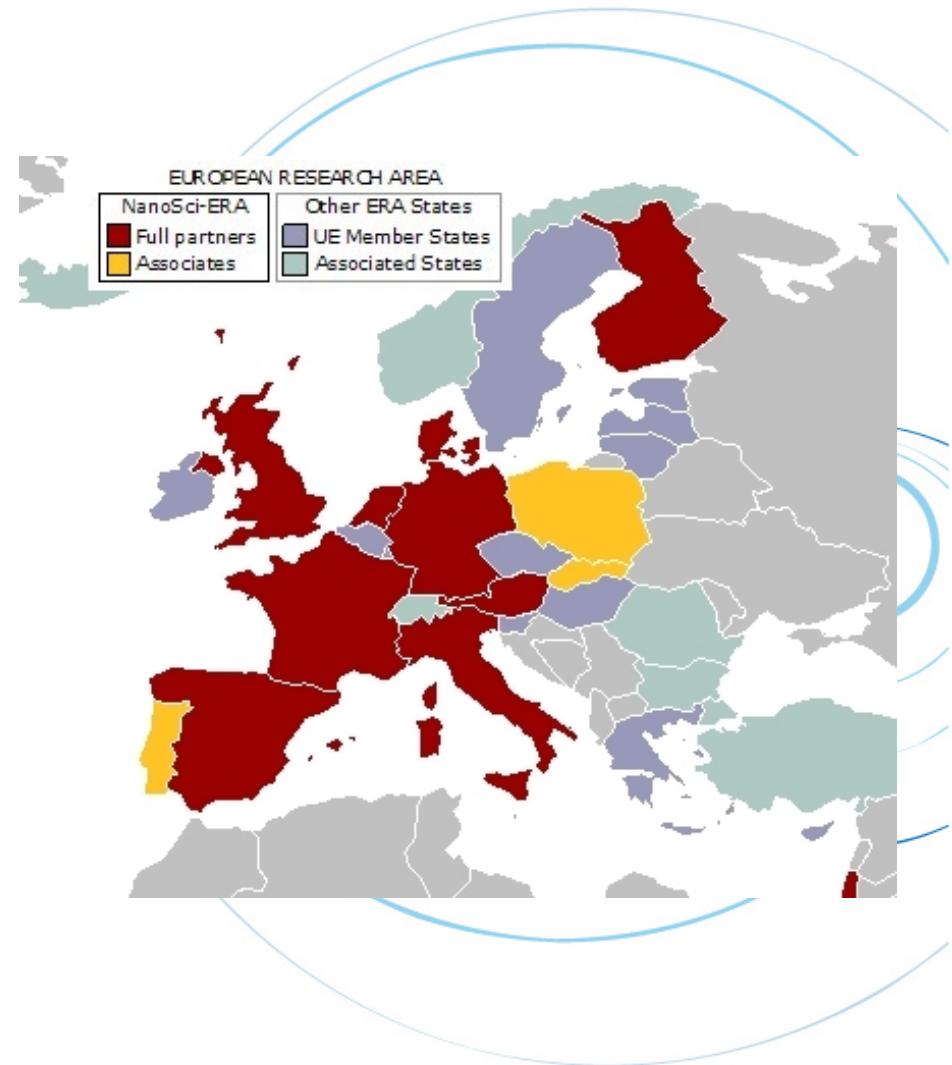 EUROPEAN RESEARCH AREA
NanoSci-ERA
Full partners
Associates
Other ERA States
UE Member States
Associated States